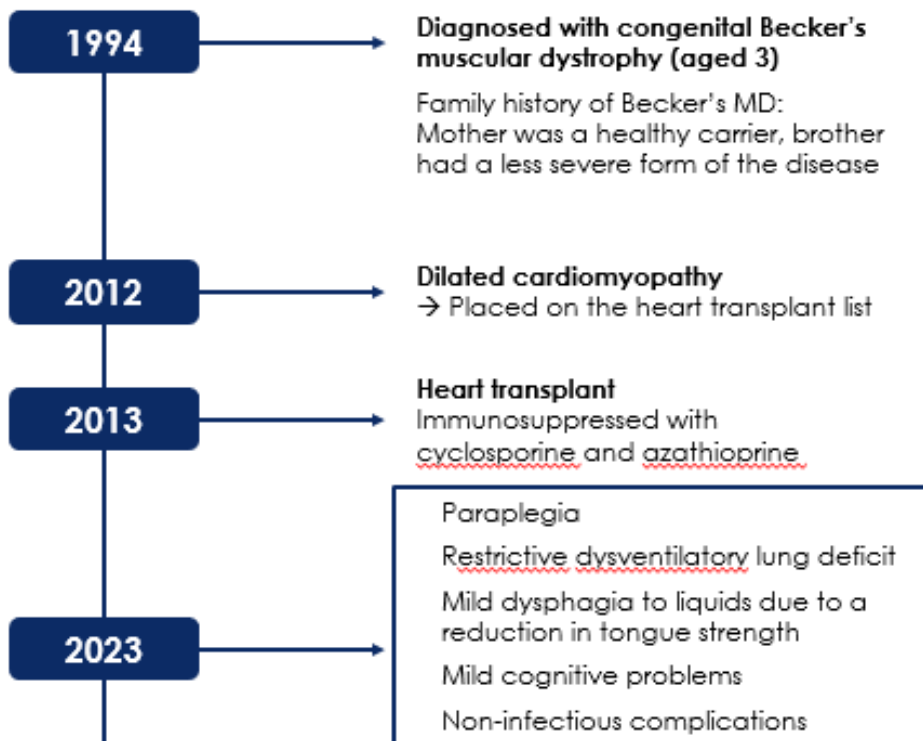 1994
Diagnosed with congenital Becker's
muscular dystrophy (aged 3)
Family history of Becker's MD:
Mother was a healthy carrier, brother
had a less severe form of the disease
2012
Dilated cardiomyopathy
→ Placed on the heart transplant list
2013
Heart transplant
Immunosuppressed with
cyclosporine and azathioprine
2023
Paraplegia
Restrictive dysventilatory lung deficit
Mild dysphagia to liquids due to a
reduction in tongue strength
Mild cognitive problems
Non-infectious complications